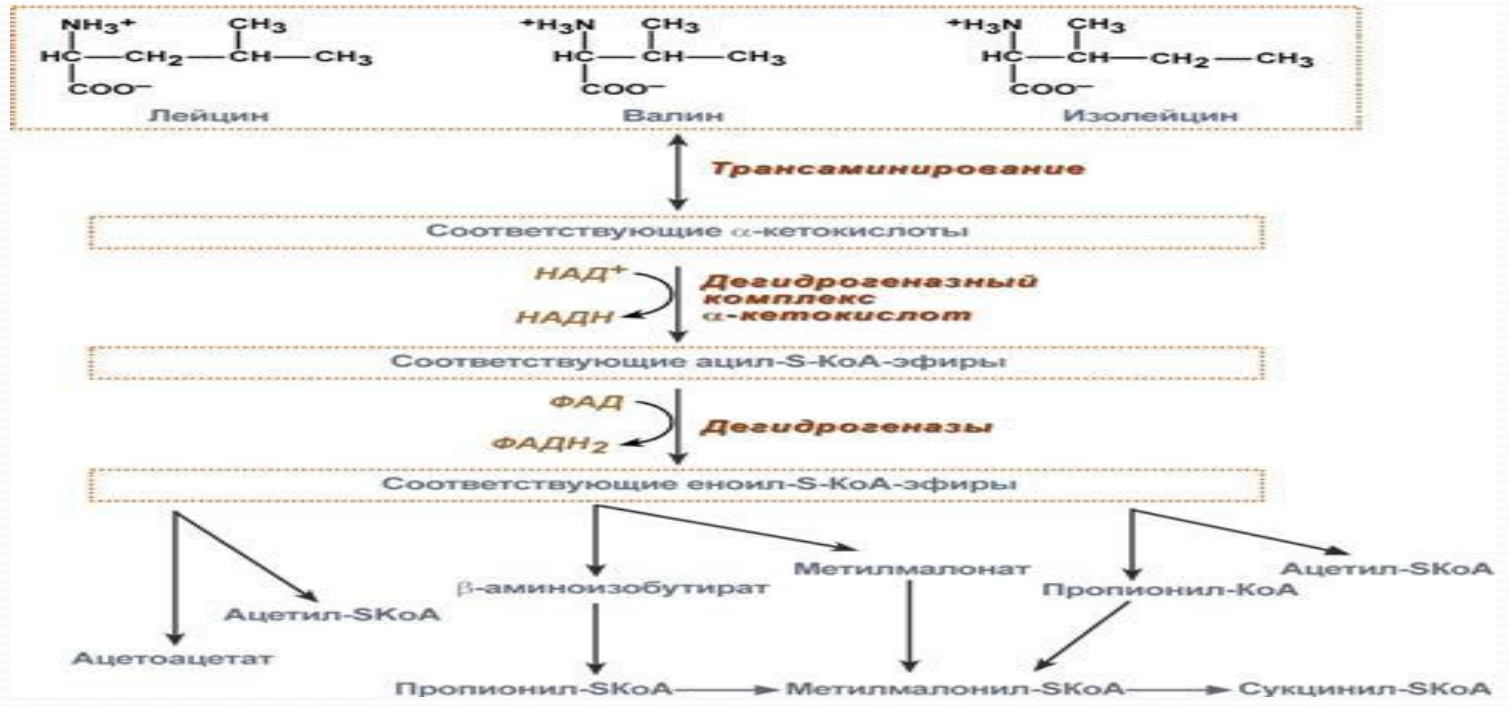 NH₃⁺ CH₃ ⁺H₃N CH₃ ⁺H₃N CH₃
HC—CH₂—CH—CH₃ HC—CH—CH₃ HC—CH—CH₂—CH₃
COO⁻ COO⁻ COO⁻
Лейцин Валин Изолейцин
Трансаминирование
Соответствующие α-кетокислоты
НАД⁺
НАДН
Дегидрогеназный
комплекс
α-кетокислот
Соответствующие ацил-S-КоА-эфиры
ФАД
ФАДН₂
Дегидрогеназы
Соответствующие еноил-S-КоА-эфиры
Ацетил-SКоА
Ацетоацетат
β-аминоизобутират
Метилмалонат
Пропионил-КоА
Ацетил-SКоА
Пропионил-SКоА
Метилмалонил-SКоА
Сукцинил-SКоА